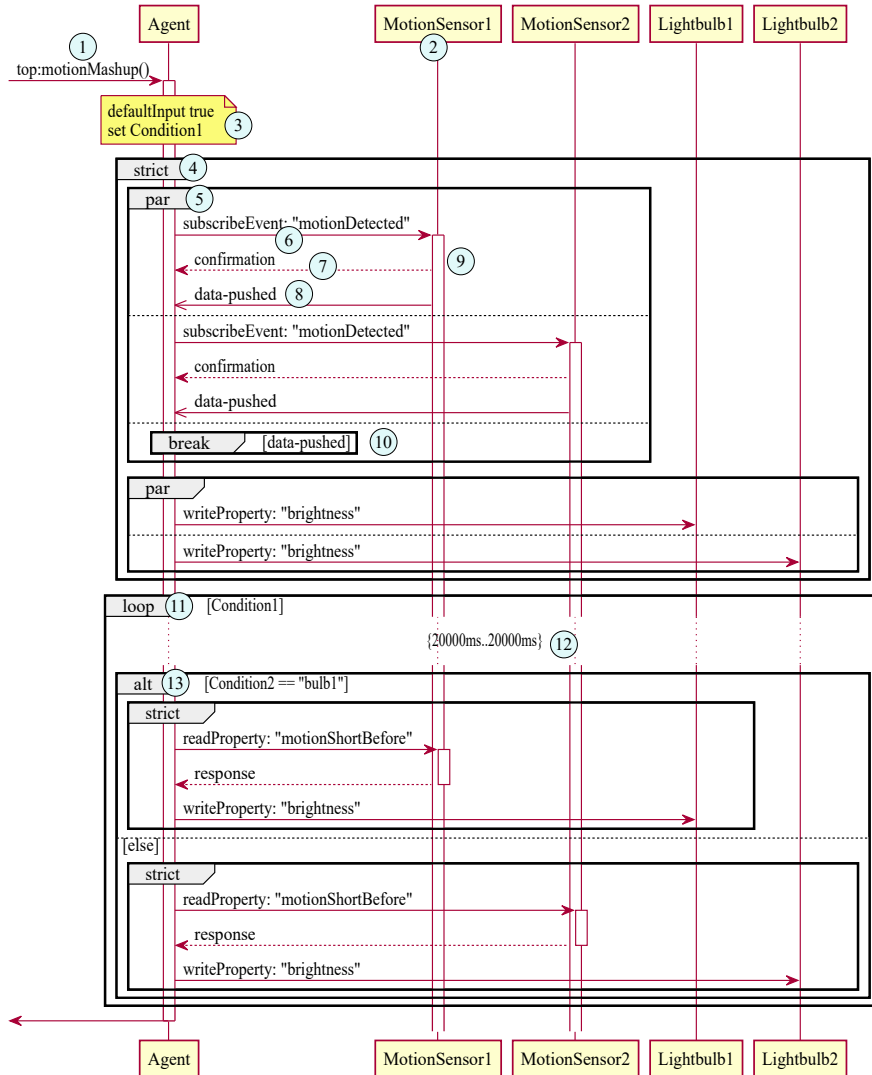 Agent MotionSensor1 MotionSensor2 Lightbulb1 Lightbulb2
1 2
top:motionMashup()
defaultInput true
set Condition1 3
strict 4
par 5
subscribeEvent: "motionDetected"
6
confirmation 7 9
data-pushed 8
subscribeEvent: "motionDetected"
confirmation
data-pushed
break [data-pushed] 10
par
writeProperty: "brightness"
writeProperty: "brightness"
loop 11 [Condition1]
{20000ms..20000ms} 12
alt 13 [Condition2 == "bulb1"]
strict
readProperty: "motionShortBefore"
response
writeProperty: "brightness"
[else]
strict
readProperty: "motionShortBefore"
response
writeProperty: "brightness"
Agent MotionSensor1 MotionSensor2 Lightbulb1 Lightbulb2